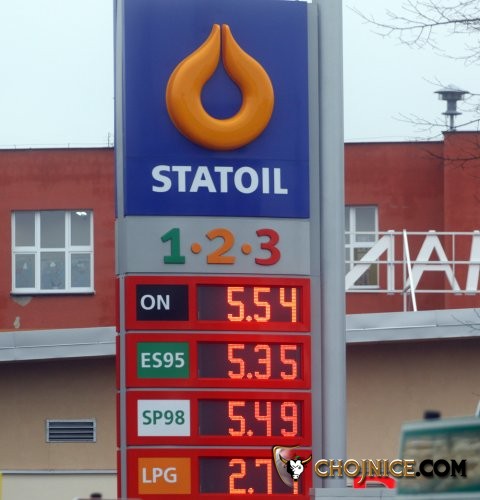 STATOIL
1·2·3
ON 5.54
ES95 5.35
SP98 5.49
LPG
CHOJNICE.COM